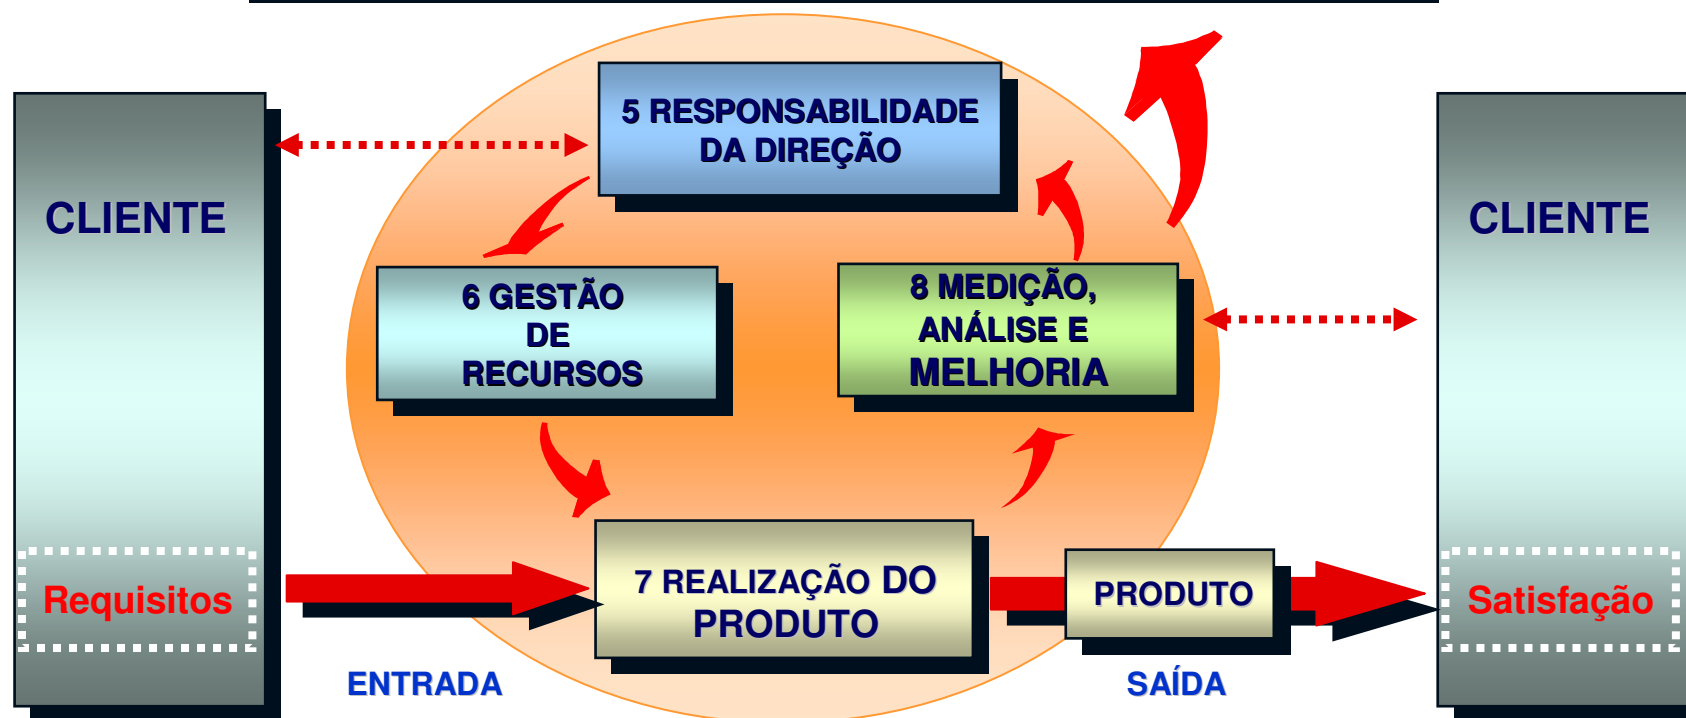 5 RESPONSABILIDADE
DA DIREÇÃO
CLIENTE
CLIENTE
6 GESTÃO
DE
RECURSOS
8 MEDIÇÃO,
ANÁLISE E
MELHORIA
Requisitos
7 REALIZAÇÃO DO
PRODUTO
PRODUTO
Satisfação
ENTRADA
SAÍDA